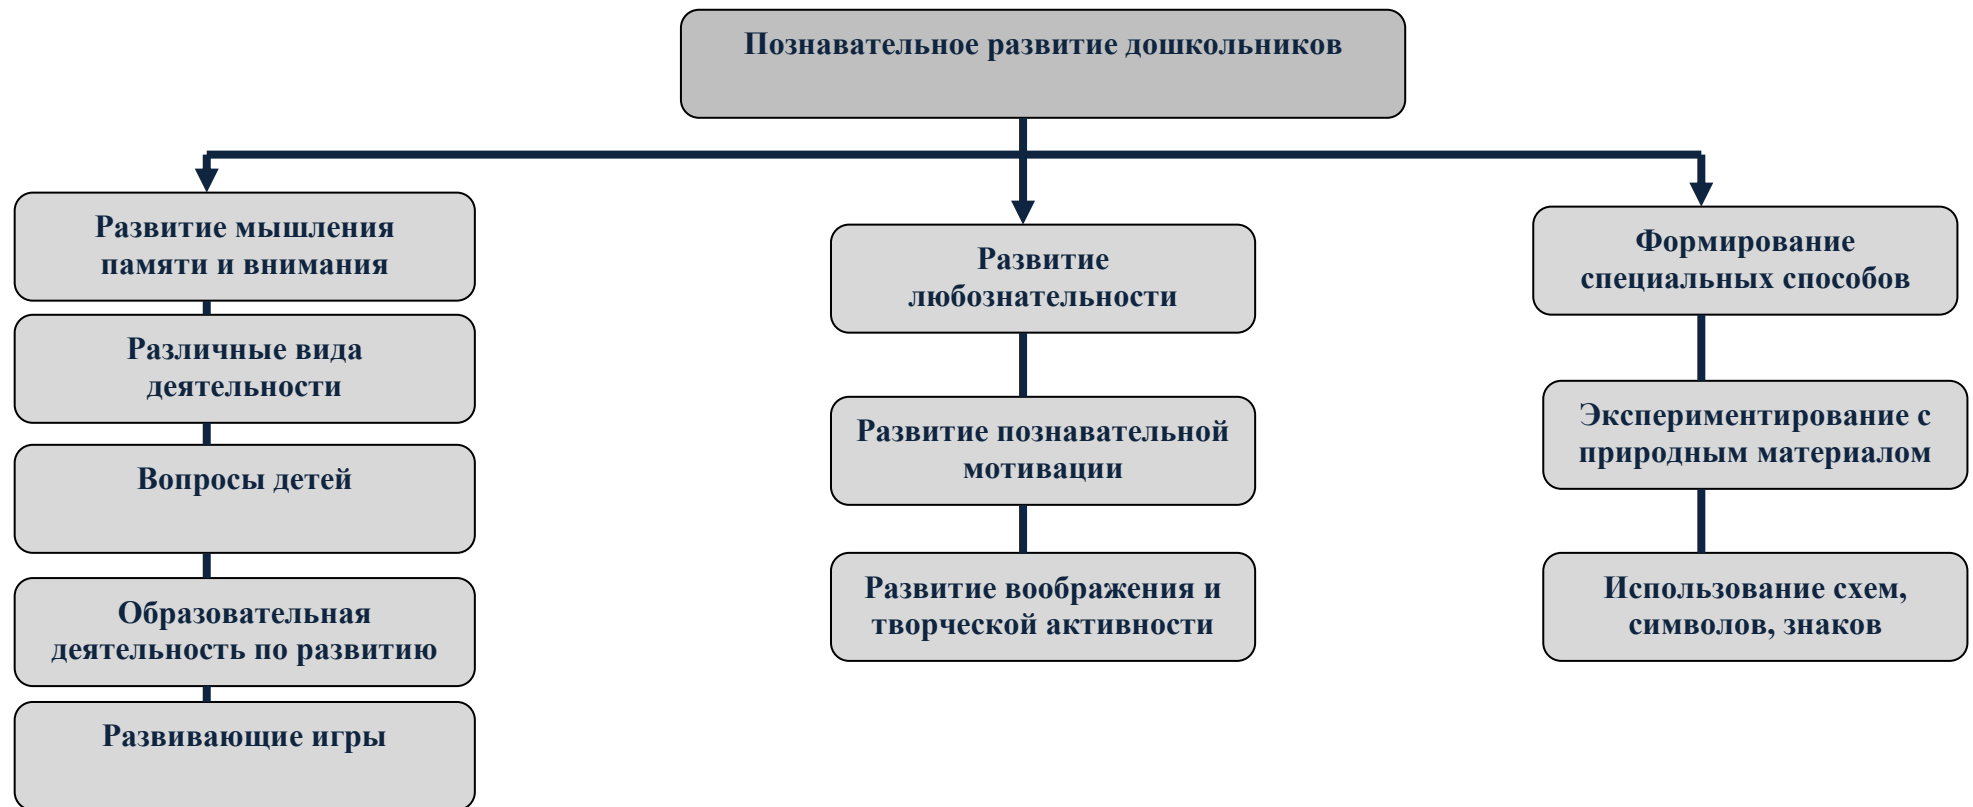 Познавательное развитие дошкольников
Развитие мышления
памяти и внимания
Различные вида
деятельности
Вопросы детей
Образовательная
деятельность по развитию
Развивающие игры
Развитие
любознательности
Развитие познавательной
мотивации
Развитие воображения и
творческой активности
Формирование
специальных способов
Экспериментирование с
природным материалом
Использование схем,
символов, знаков